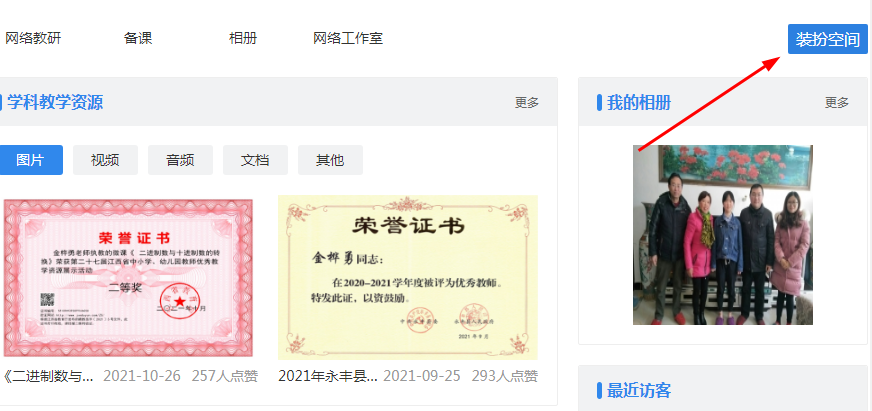 网络教研 备课 相册 网络工作室 装扮空间
学科教学资源 更多
我的相册 更多
图片 视频 音频 文档 其他
荣誉证书
金桦勇老师执教的微课《 二进制数与十进制数的转
换》荣获第二十七届江西省中小学、幼儿园教师优秀教
学资源展示活动
二等奖
二〇二一年十月
荣誉证书
金桦勇同志：
在2020-2021学年度被评为优秀教师。
特发此证，以资鼓励。
2021年9月
《二进制数与... 2021-10-26 257人点赞
2021年永丰县... 2021-09-25 293人点赞
最近访客